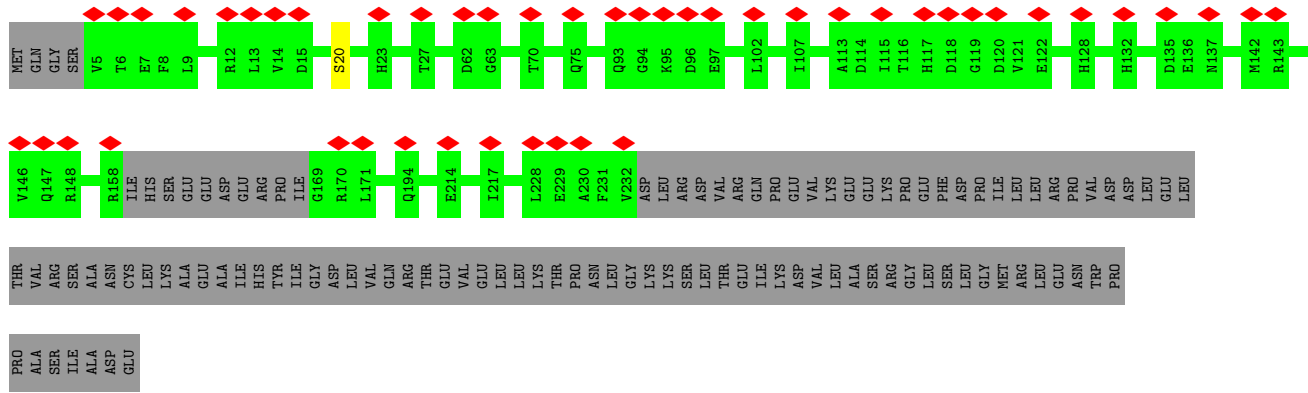 MET GLN GLY SER V5 T6 E7 F8 L9 R12 L13 V14 D15 S20 H23 T27 D62 G63 T70 Q75 Q93 G94 K95 D96 E97 L102 I107 A113 D114 I115 T116 H117 D118 G119 D120 V121 E122 H128 H132 D135 E136 N137 M142 R143
V146 Q147 R148 R158 ILE HIS SER GLU GLU ASP GLU ARG PRO ILE G169 R170 L171 Q194 E214 I217 L228 E229 A230 F231 V232 ASP LEU ARG ASP VAL ARG GLN PRO GLU VAL LYS GLU GLU LYS PRO GLU PHE ASP PRO ILE LEU LEU ARG PRO VAL ASP ASP LEU GLU LEU
THR VAL ARG SER ALA ASN CYS LEU LYS ALA GLU ALA ILE HIS TYR ILE GLY ASP LEU VAL GLN ARG THR GLU VAL GLU LEU LEU LYS THR PRO ASN LEU GLY LYS LYS SER LEU THR GLU ILE LYS ASP VAL LEU ALA SER ARG GLY LEU SER LEU GLY MET ARG LEU GLU ASN TRP PRO
PRO ALA SER ILE ALA ASP GLU